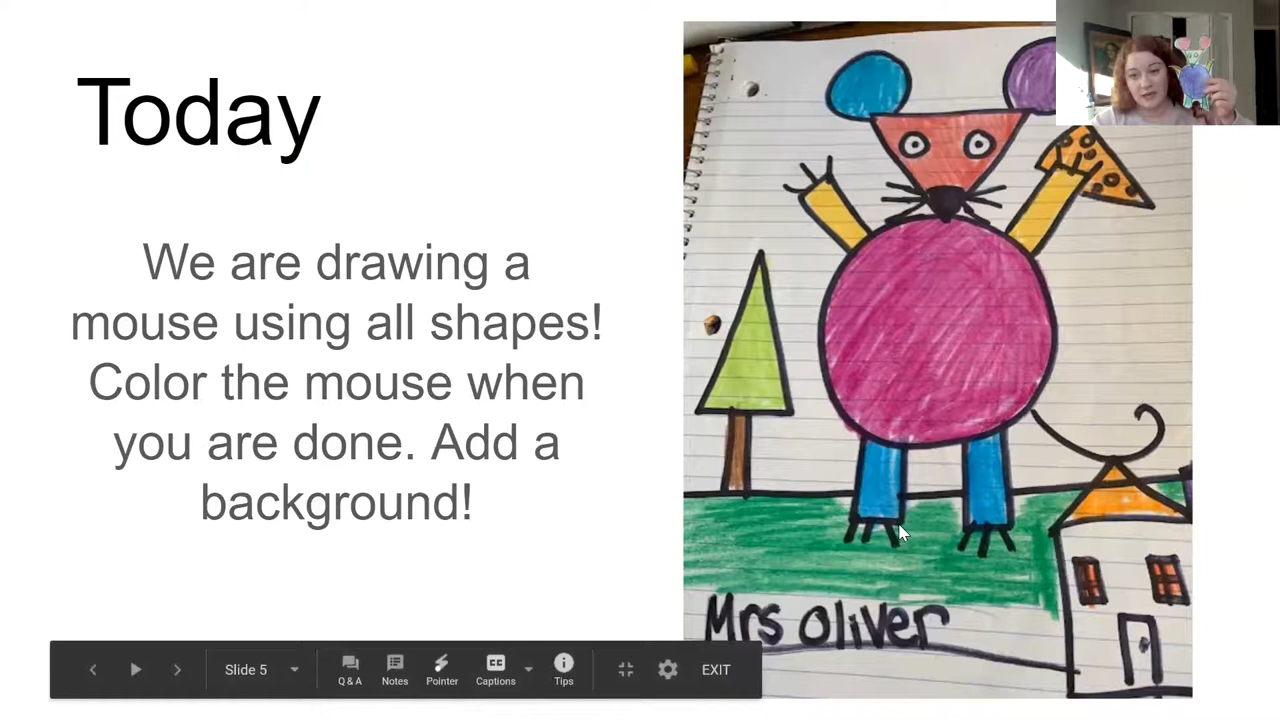 Today
We are drawing a
mouse using all shapes!
Color the mouse when
you are done. Add a
background!
Mrs Oliver
Slide 5
Q & A
Notes
Pointer
CC
Captions
Tips
EXIT